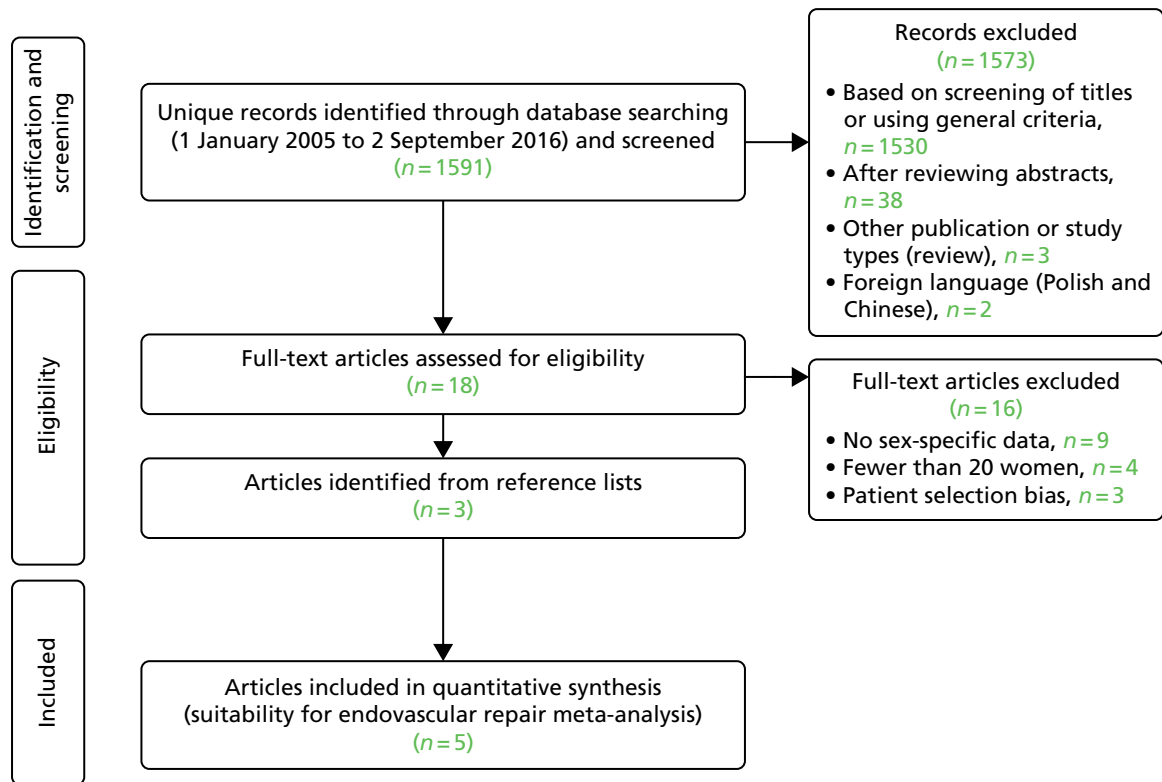 Identification and
screening
Unique records identified through database searching
(1 January 2005 to 2 September 2016) and screened
(n = 1591)
Records excluded
(n = 1573)
• Based on screening of titles
or using general criteria,
n = 1530
• After reviewing abstracts,
n = 38
• Other publication or study
types (review), n = 3
• Foreign language (Polish and
Chinese), n = 2
Eligibility
Full-text articles assessed for eligibility
(n = 18)
Full-text articles excluded
(n = 16)
• No sex-specific data, n = 9
• Fewer than 20 women, n = 4
• Patient selection bias, n = 3
Articles identified from reference lists
(n = 3)
Included
Articles included in quantitative synthesis
(suitability for endovascular repair meta-analysis)
(n = 5)